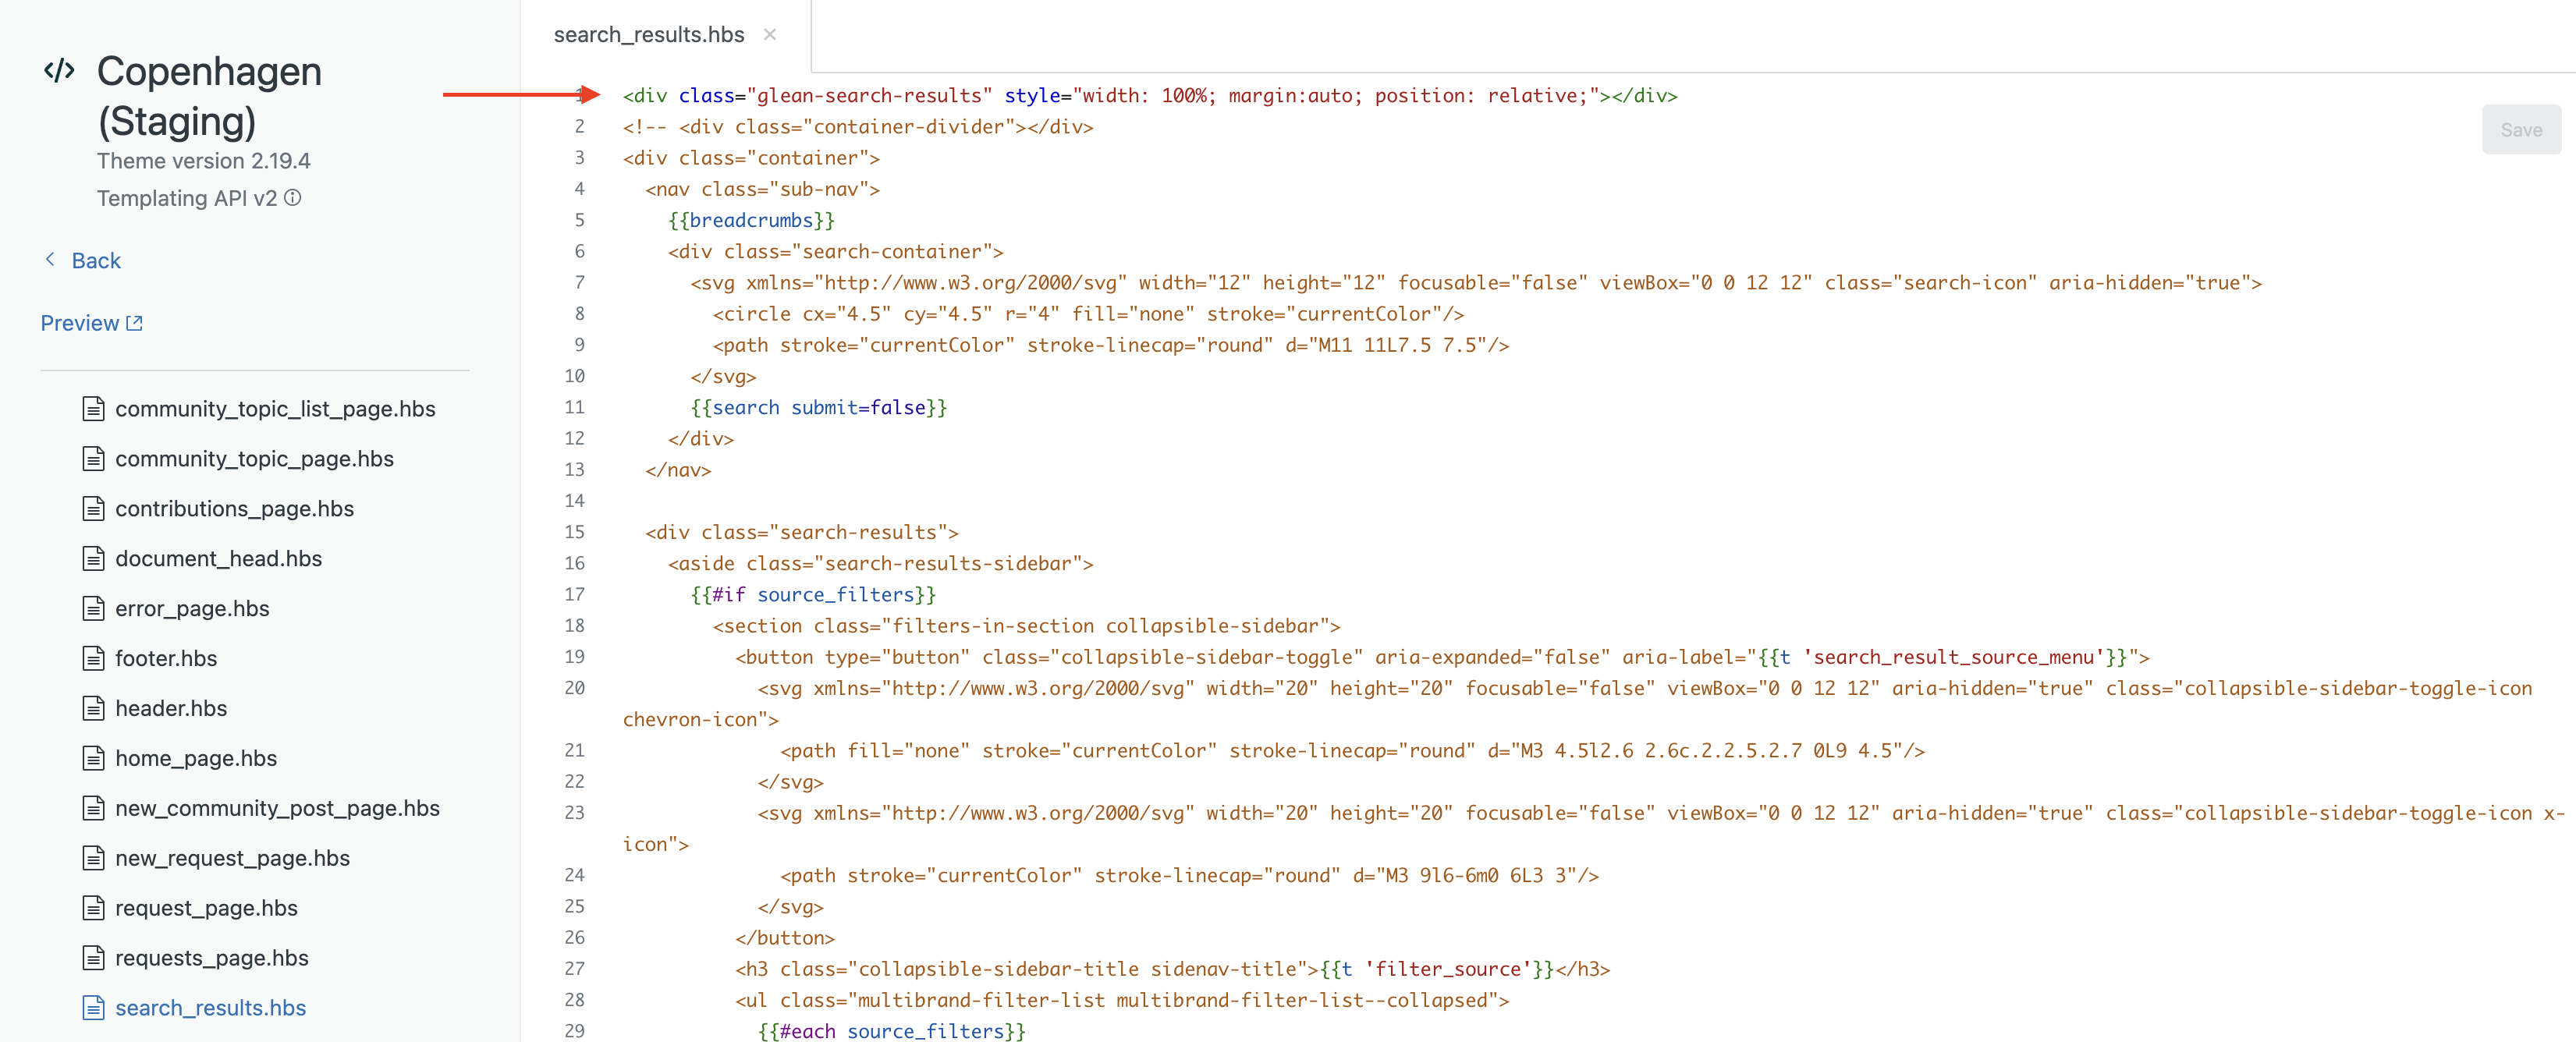 </> Copenhagen
(Staging)
Theme version 2.19.4
Templating API v2
Back
Preview
community_topic_list_page.hbs
community_topic_page.hbs
contributions_page.hbs
document_head.hbs
error_page.hbs
footer.hbs
header.hbs
home_page.hbs
new_community_post_page.hbs
new_request_page.hbs
request_page.hbs
requests_page.hbs
search_results.hbs
search_results.hbs ×
Save
1 <div class="glean-search-results" style="width: 100%; margin:auto; position: relative;"></div>
2 <!-- <div class="container-divider"></div>
3 <div class="container">
4   <nav class="sub-nav">
5     {{breadcrumbs}}
6     <div class="search-container">
7       <svg xmlns="http://www.w3.org/2000/svg" width="12" height="12" focusable="false" viewBox="0 0 12 12" class="search-icon" aria-hidden="true">
8         <circle cx="4.5" cy="4.5" r="4" fill="none" stroke="currentColor"/>
9         <path stroke="currentColor" stroke-linecap="round" d="M11 11L7.5 7.5"/>
10       </svg>
11       {{search submit=false}}
12     </div>
13   </nav>
14
15   <div class="search-results">
16     <aside class="search-results-sidebar">
17       {{#if source_filters}}
18         <section class="filters-in-section collapsible-sidebar">
19           <button type="button" class="collapsible-sidebar-toggle" aria-expanded="false" aria-label="{{t 'search_result_source_menu'}}">
20             <svg xmlns="http://www.w3.org/2000/svg" width="20" height="20" focusable="false" viewBox="0 0 12 12" aria-hidden="true" class="collapsible-sidebar-toggle-icon
chevron-icon">
21               <path fill="none" stroke="currentColor" stroke-linecap="round" d="M3 4.5l2.6 2.6c.2.2.5.2.7 0L9 4.5"/>
22             </svg>
23             <svg xmlns="http://www.w3.org/2000/svg" width="20" height="20" focusable="false" viewBox="0 0 12 12" aria-hidden="true" class="collapsible-sidebar-toggle-icon x-
icon">
24               <path stroke="currentColor" stroke-linecap="round" d="M3 9l6-6m0 6L3 3"/>
25             </svg>
26           </button>
27           <h3 class="collapsible-sidebar-title sidenav-title">{{t 'filter_source'}}</h3>
28           <ul class="multibrand-filter-list multibrand-filter-list--collapsed">
29             {{#each source_filters}}